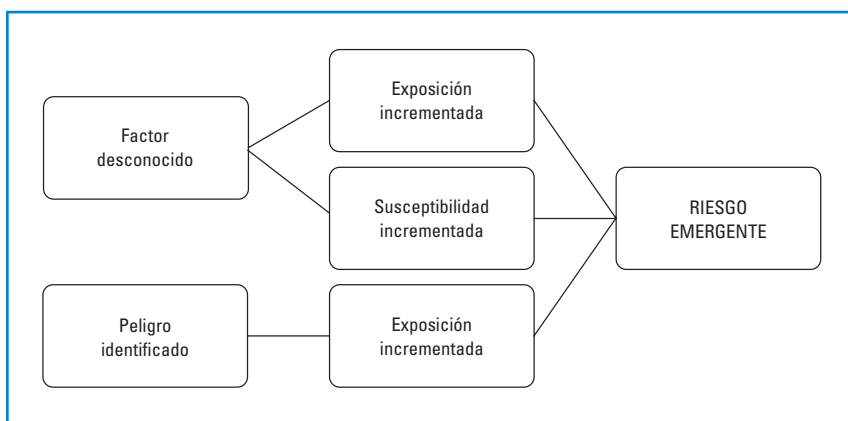 Factor
desconocido
Exposición
incrementada
Susceptibilidad
incrementada
RIESGO
EMERGENTE
Peligro
identificado
Exposición
incrementada